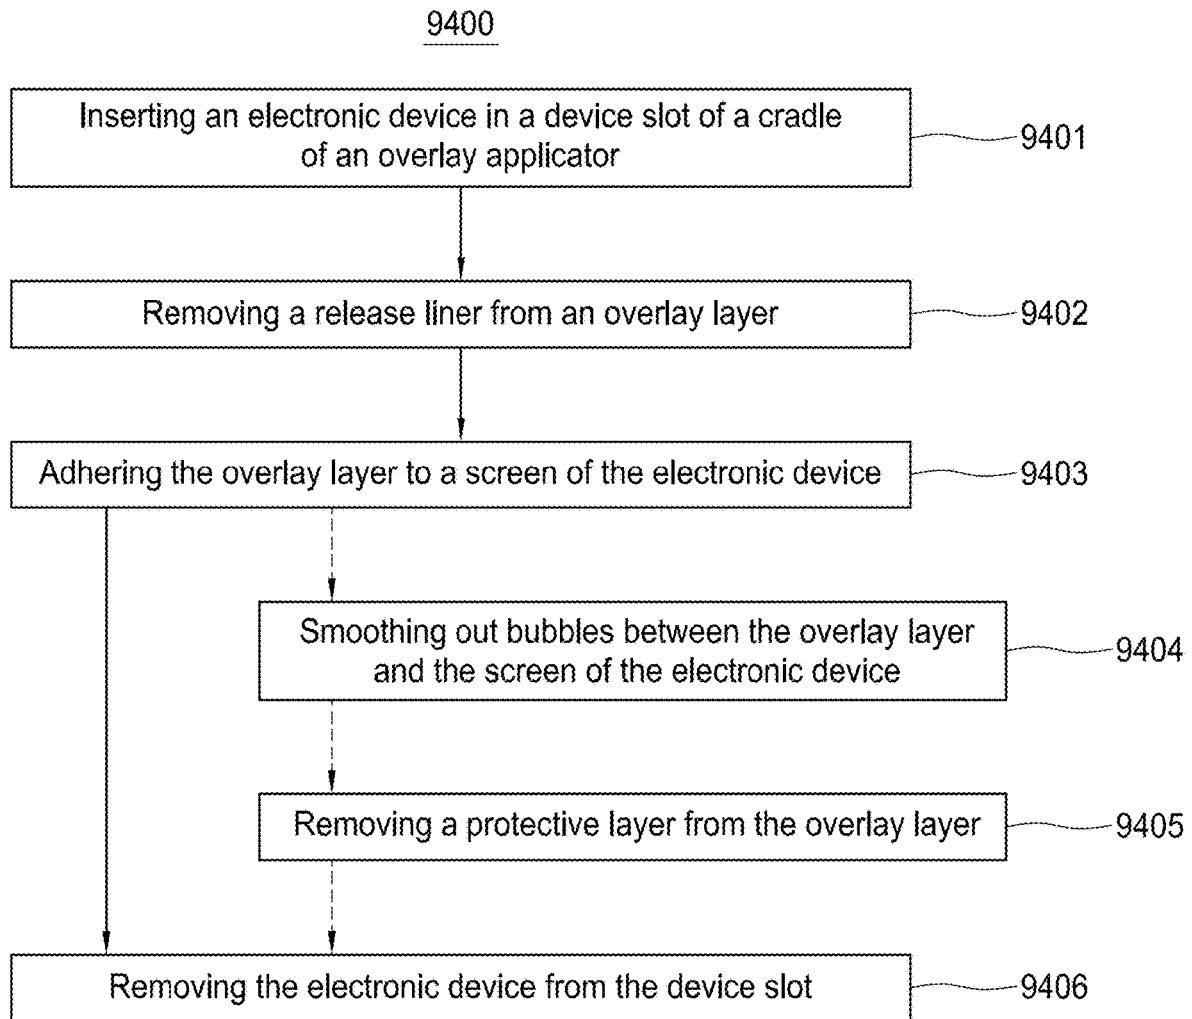 9400
Inserting an electronic device in a device slot of a cradle
of an overlay applicator
9401
Removing a release liner from an overlay layer
9402
Adhering the overlay layer to a screen of the electronic device
9403
Smoothing out bubbles between the overlay layer
and the screen of the electronic device
9404
Removing a protective layer from the overlay layer
9405
Removing the electronic device from the device slot
9406